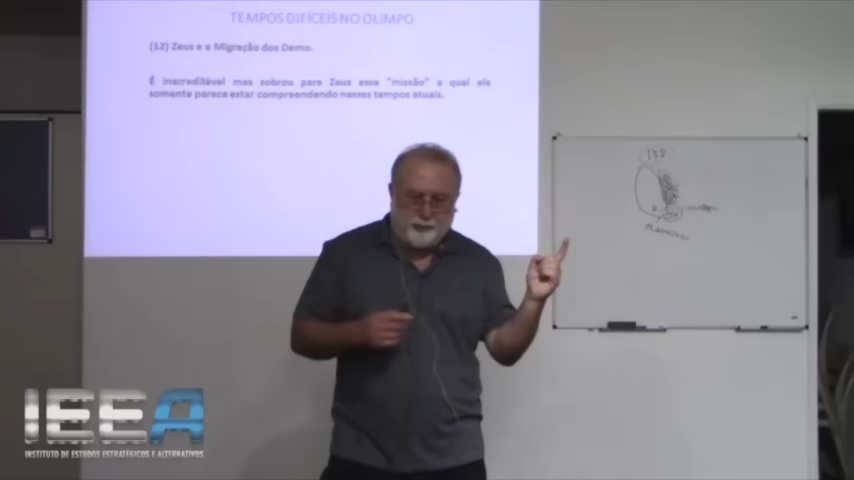 TEMPOS DIFÍCEIS NO OLIMPO
(12) Zeus e a Migração dos Demo.
É inacreditável mas sobrou para Zeus essa "missão" a qual ele
somente parece estar compreendendo nesses tempos atuais.
138
IEEA
INSTITUTO DE ESTUDOS ESTRATÉGICOS E ALTERNATIVOS